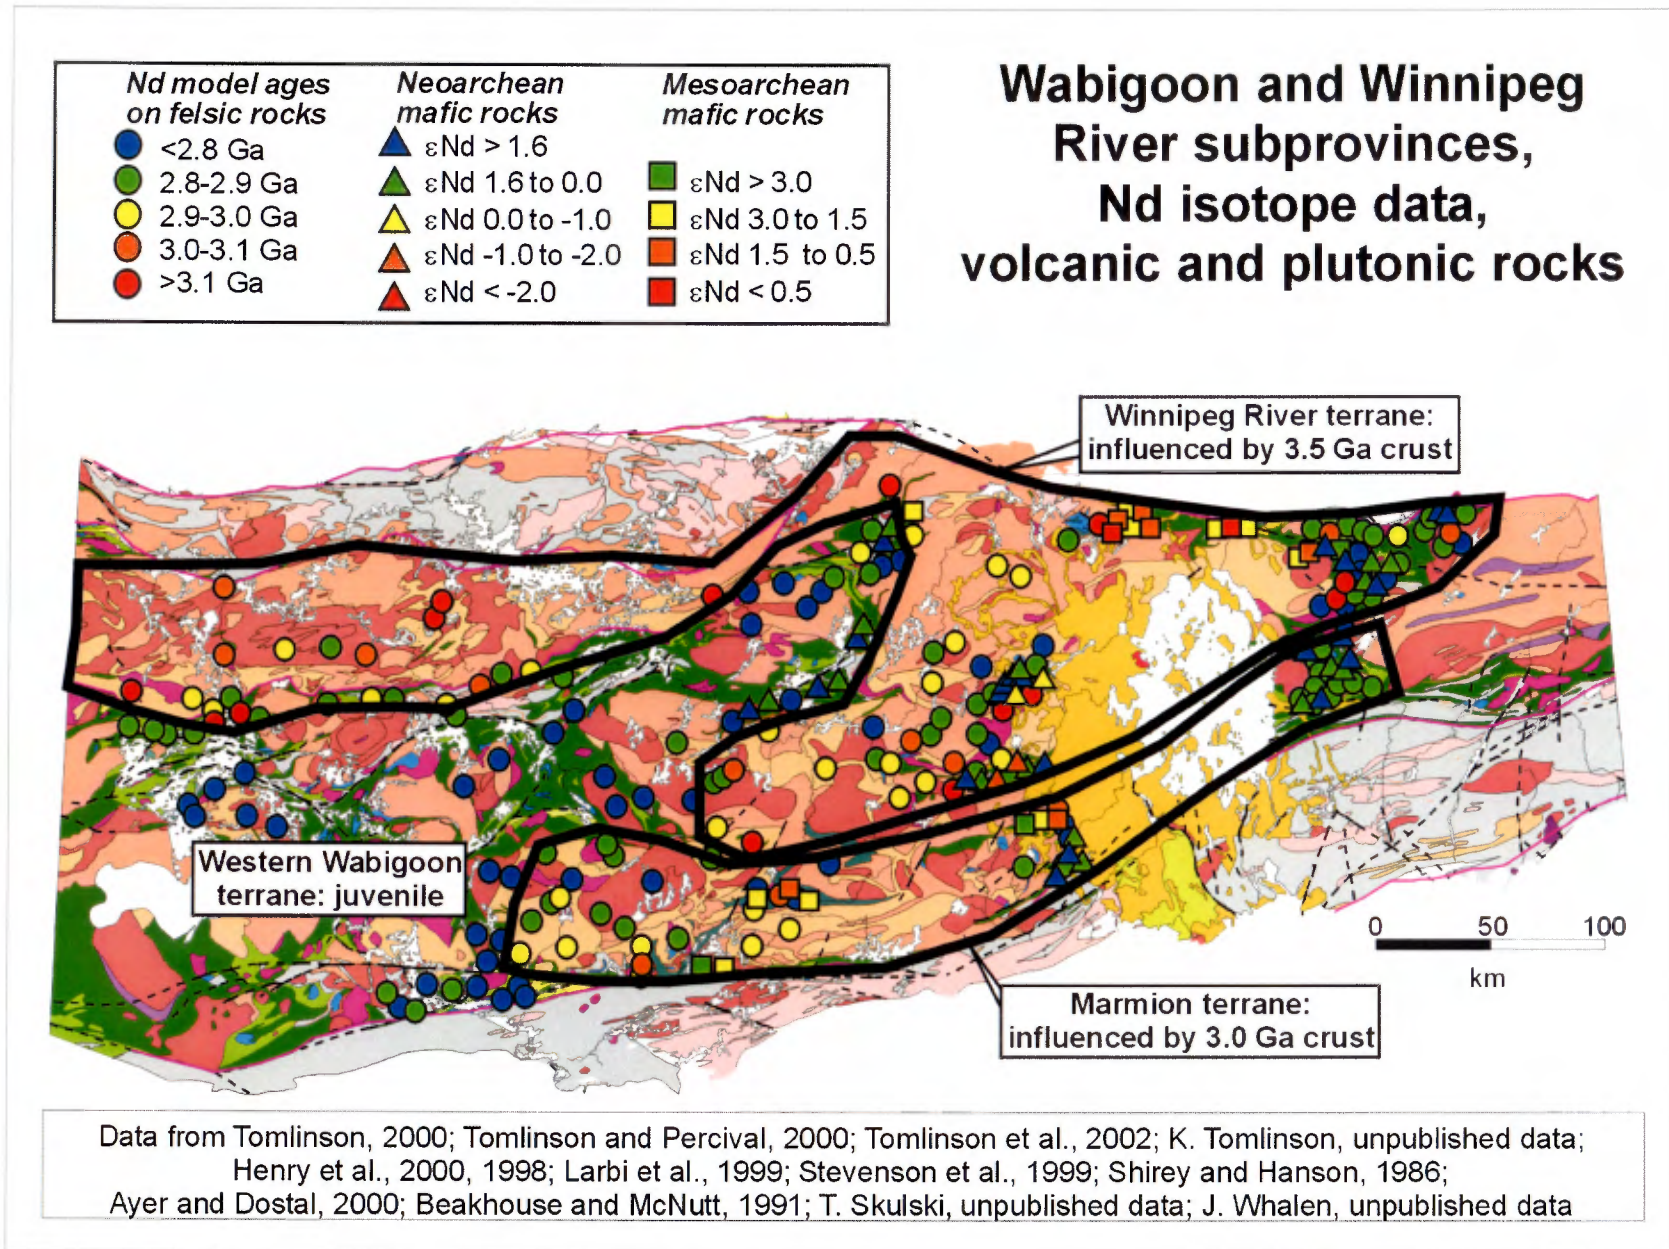 Wabigoon and Winnipeg
River subprovinces,
Nd isotope data,
volcanic and plutonic rocks
Nd model ages
on felsic rocks
<2.8 Ga
2.8-2.9 Ga
2.9-3.0 Ga
3.0-3.1 Ga
>3.1 Ga
Neoarchean
mafic rocks
εNd > 1.6
εNd 1.6 to 0.0
εNd 0.0 to -1.0
εNd -1.0 to -2.0
εNd < -2.0
Mesoarchean
mafic rocks
εNd > 3.0
εNd 3.0 to 1.5
εNd 1.5 to 0.5
εNd < 0.5
Winnipeg River terrane:
influenced by 3.5 Ga crust
Western Wabigoon
terrane: juvenile
0 50 100
km
Marmion terrane:
influenced by 3.0 Ga crust
Data from Tomlinson, 2000; Tomlinson and Percival, 2000; Tomlinson et al., 2002; K. Tomlinson, unpublished data;
Henry et al., 2000, 1998; Larbi et al., 1999; Stevenson et al., 1999; Shirey and Hanson, 1986;
Ayer and Dostal, 2000; Beakhouse and McNutt, 1991; T. Skulski, unpublished data; J. Whalen, unpublished data